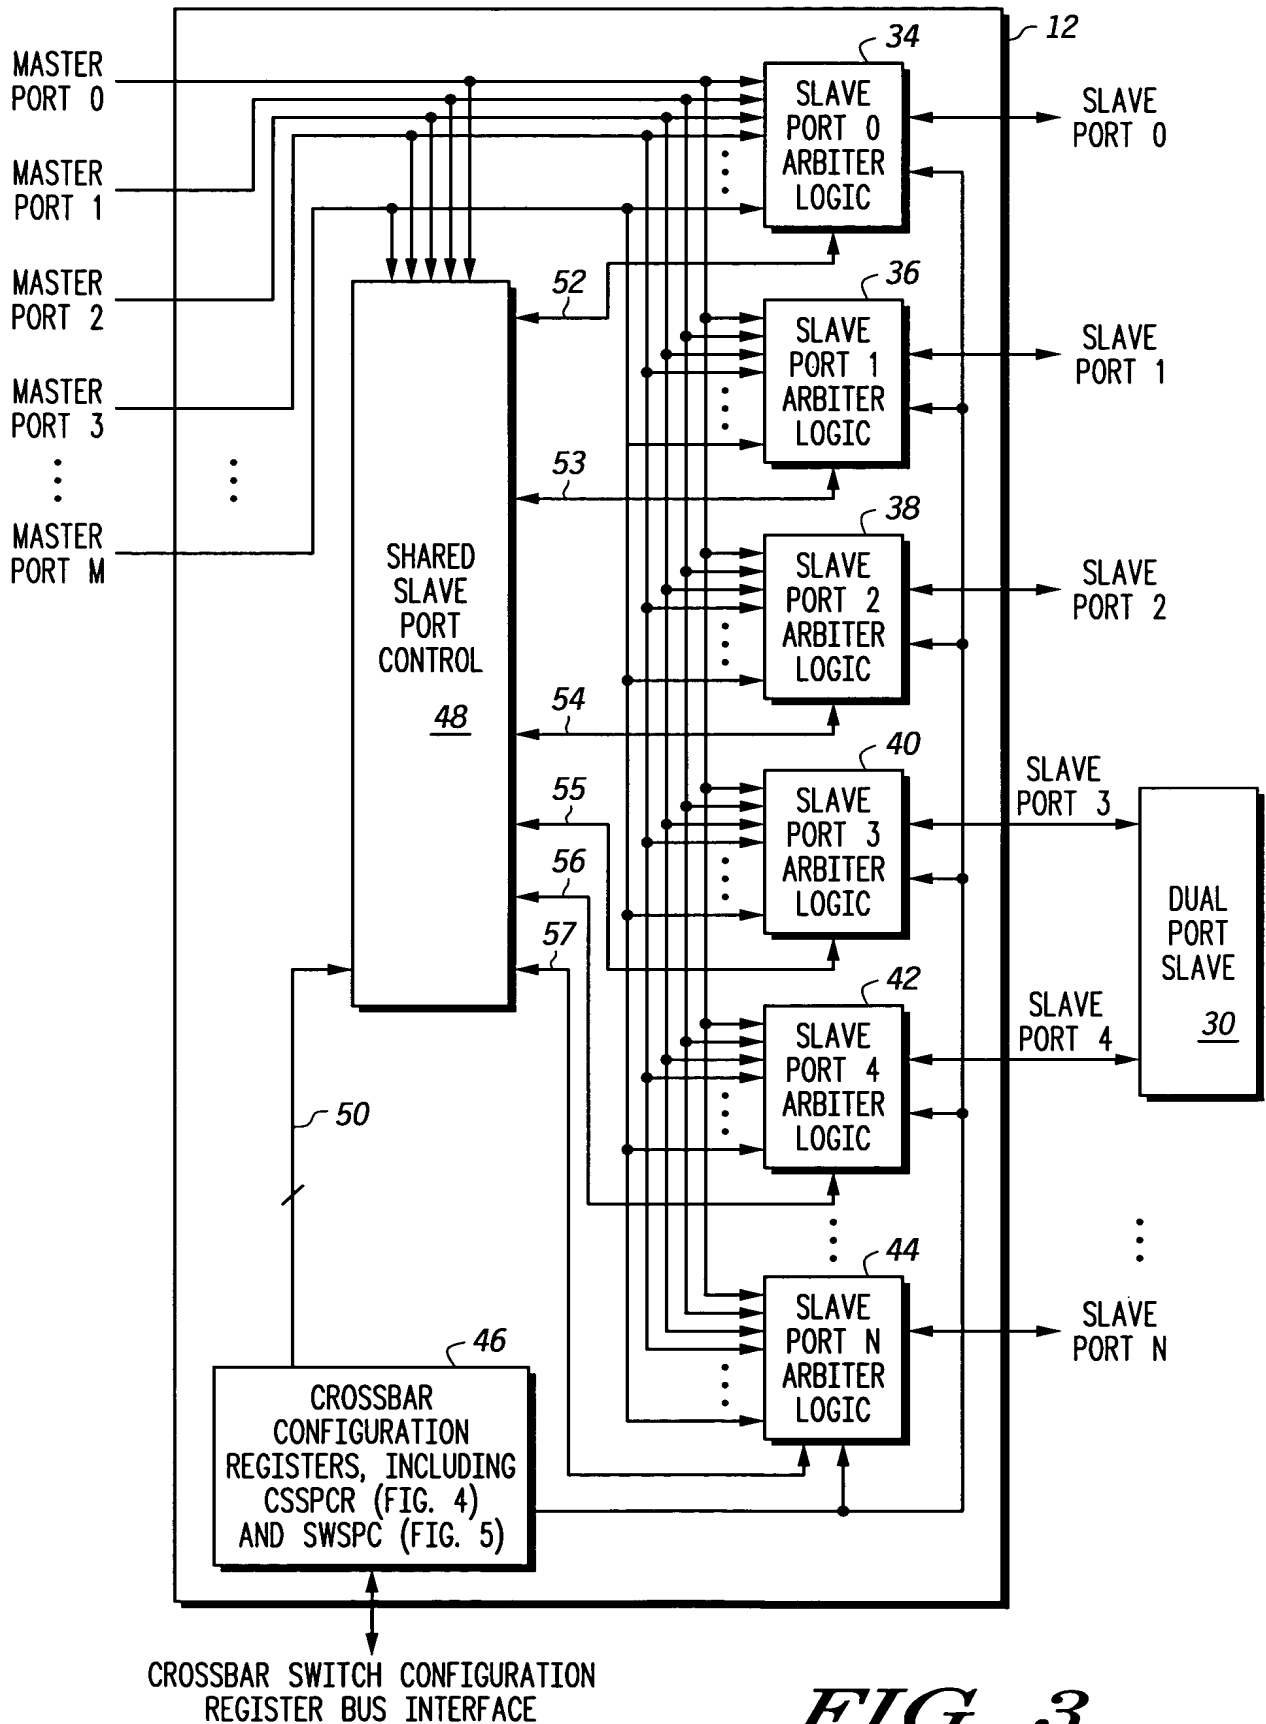 12
MASTER
PORT 0
MASTER
PORT 1
MASTER
PORT 2
MASTER
PORT 3
MASTER
PORT M
34
SLAVE
PORT 0
ARBITER
LOGIC
SLAVE
PORT 0
52
36
SLAVE
PORT 1
ARBITER
LOGIC
SLAVE
PORT 1
53
38
SLAVE
PORT 2
ARBITER
LOGIC
SLAVE
PORT 2
SHARED
SLAVE
PORT
CONTROL
48
54
40
SLAVE
PORT 3
ARBITER
LOGIC
SLAVE
PORT 3
55
56
57
DUAL
PORT
SLAVE
30
42
SLAVE
PORT 4
ARBITER
LOGIC
SLAVE
PORT 4
50
44
SLAVE
PORT N
ARBITER
LOGIC
SLAVE
PORT N
46
CROSSBAR
CONFIGURATION
REGISTERS, INCLUDING
CSSPCR (FIG. 4)
AND SWSPC (FIG. 5)
CROSSBAR SWITCH CONFIGURATION
REGISTER BUS INTERFACE
FIG. 3